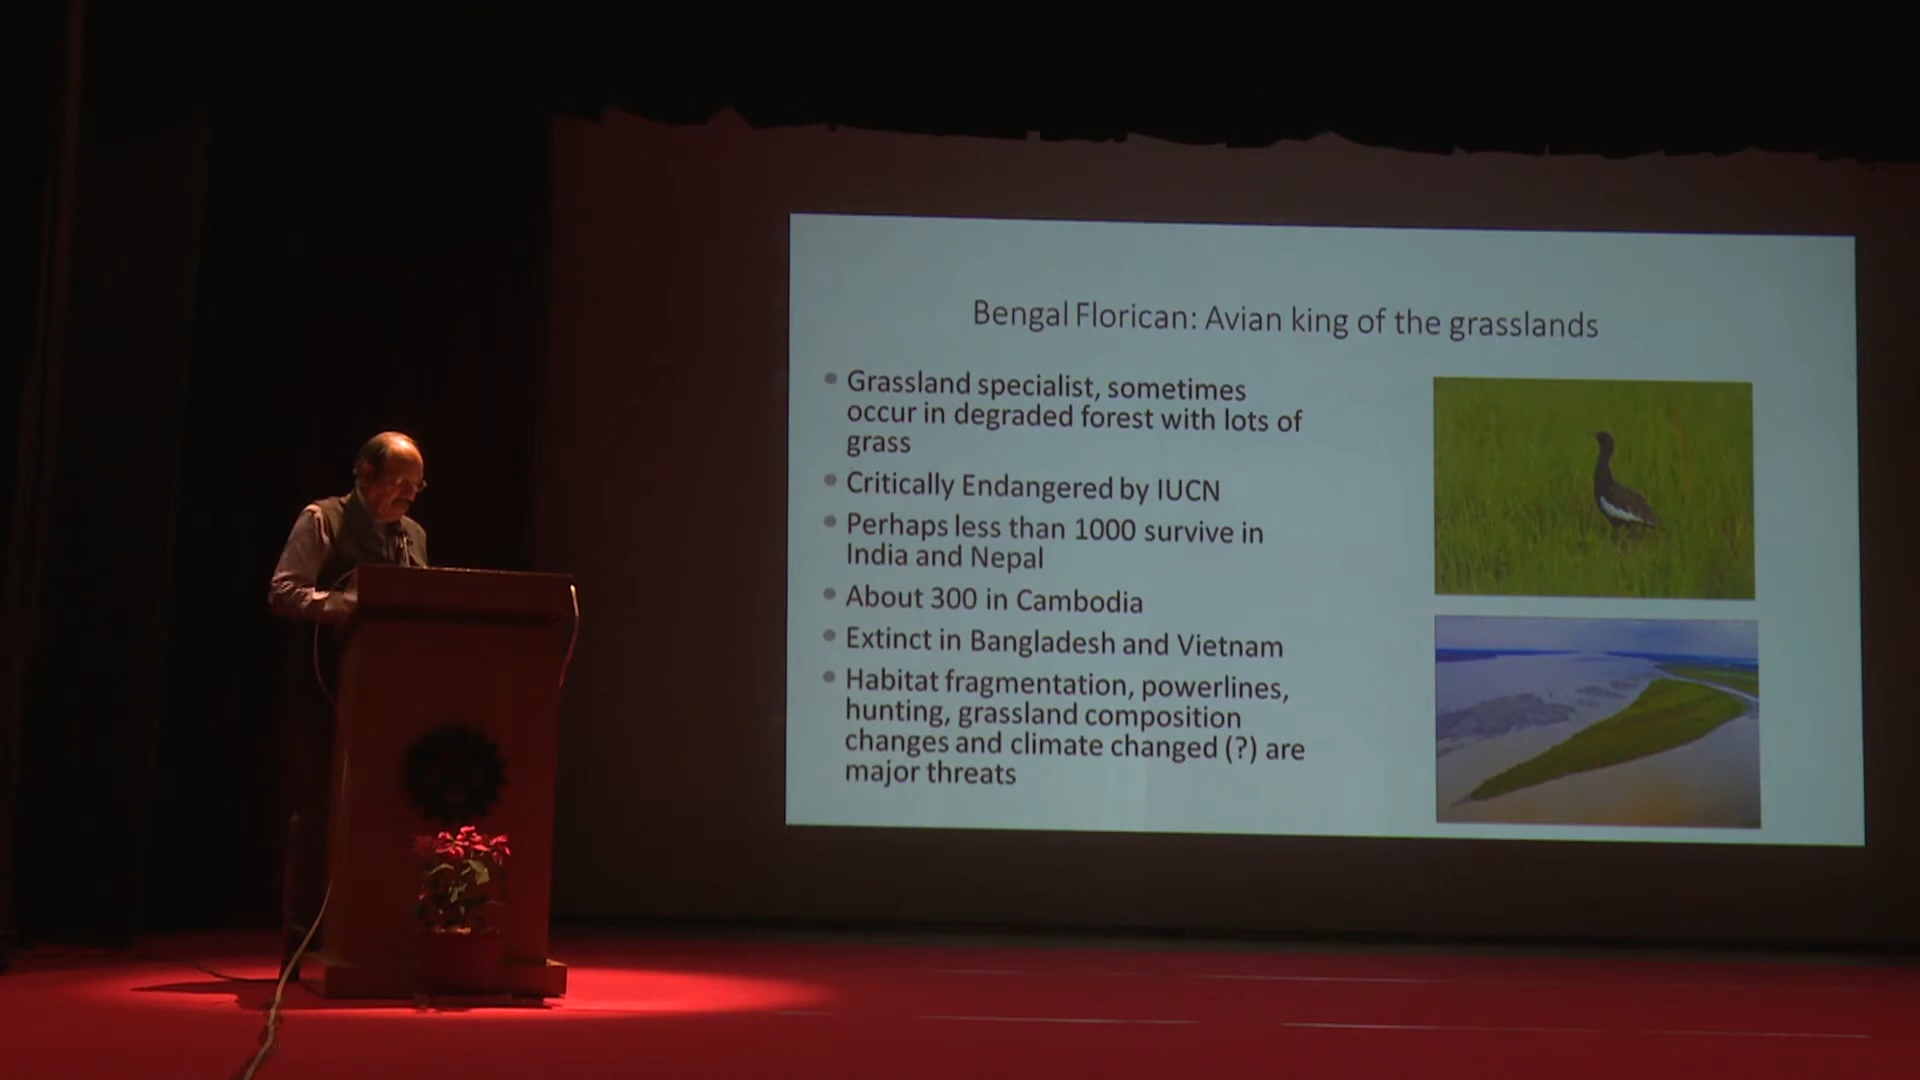 Bengal Florican: Avian king of the grasslands
• Grassland specialist, sometimes
occur in degraded forest with lots of
grass
• Critically Endangered by IUCN
• Perhaps less than 1000 survive in
India and Nepal
• About 300 in Cambodia
• Extinct in Bangladesh and Vietnam
• Habitat fragmentation, powerlines,
hunting, grassland composition
changes and climate changed (?) are
major threats